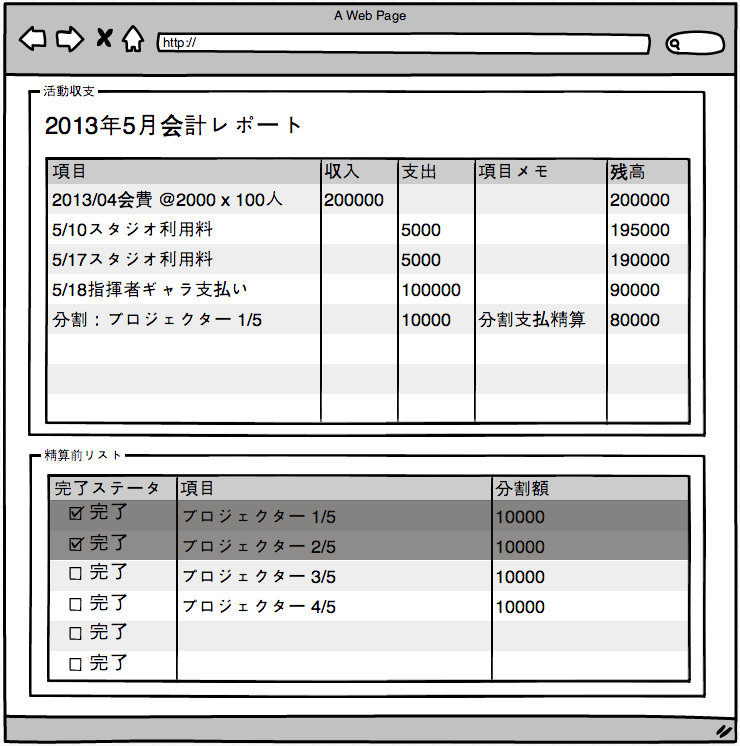 A Web Page
http://
活動収支
2013年5月会計レポート
項目 収入 支出 項目メモ 残高
2013/04会費 @2000 x 100人 200000 200000
5/10スタジオ利用料 5000 195000
5/17スタジオ利用料 5000 190000
5/18指揮者ギャラ支払い 100000 90000
分割：プロジェクター 1/5 10000 分割支払精算 80000
精算前リスト
完了ステータ 項目 分割額
完了 プロジェクター 1/5 10000
完了 プロジェクター 2/5 10000
完了 プロジェクター 3/5 10000
完了 プロジェクター 4/5 10000
完了
完了